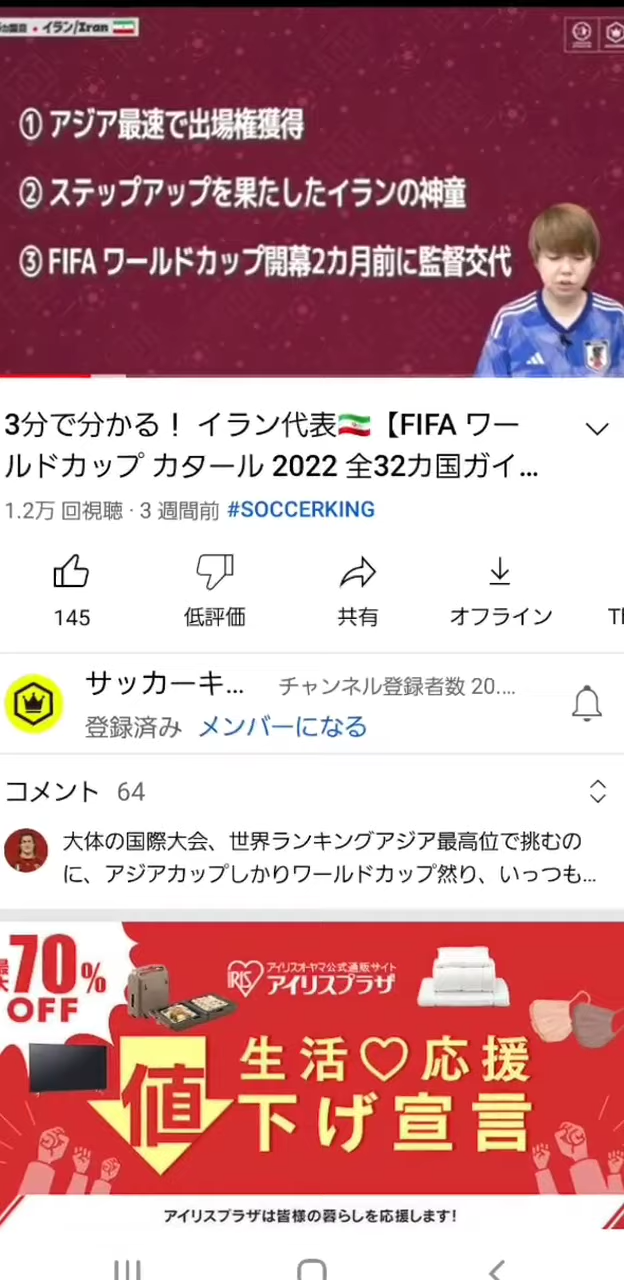 イラン/Iran
① アジア最速で出場権獲得
② ステップアップを果たしたイランの神童
③ FIFA ワールドカップ開幕2カ月前に監督交代
3分で分かる！ イラン代表🇮🇷【FIFA ワー
ルドカップ カタール 2022 全32カ国ガイ...
1.2万 回視聴 · 3 週間前 #SOCCERKING
145 低評価 共有 オフライン
サッカーキ... チャンネル登録者数 20....
登録済み メンバーになる
コメント 64
大体の国際大会、世界ランキングアジア最高位で挑むの
に、アジアカップしかりワールドカップ然り、いっつも...
最大70%
OFF
IRIS アイリスオーヤマ公式通販サイト
アイリスプラザ
生活♡応援
値下げ宣言
アイリスプラザは皆様の暮らしを応援します!